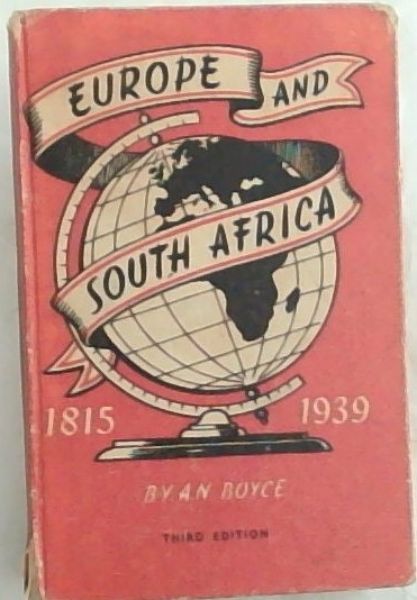 EUROPE AND
SOUTH AFRICA
1815 1939
BY A.N BOYCE
THIRD EDITION